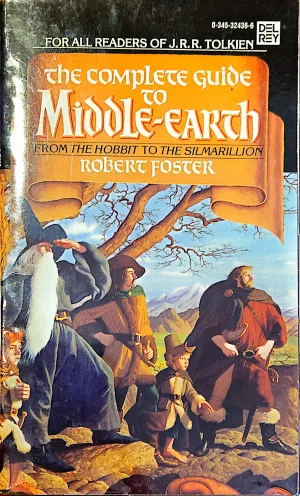 0-345-32436-6
DEL
REY
FOR ALL READERS OF J.R.R. TOLKIEN
THE COMPLETE GUIDE
TO
MIDDLE-EARTH
FROM THE HOBBIT TO THE SILMARILLION
ROBERT FOSTER